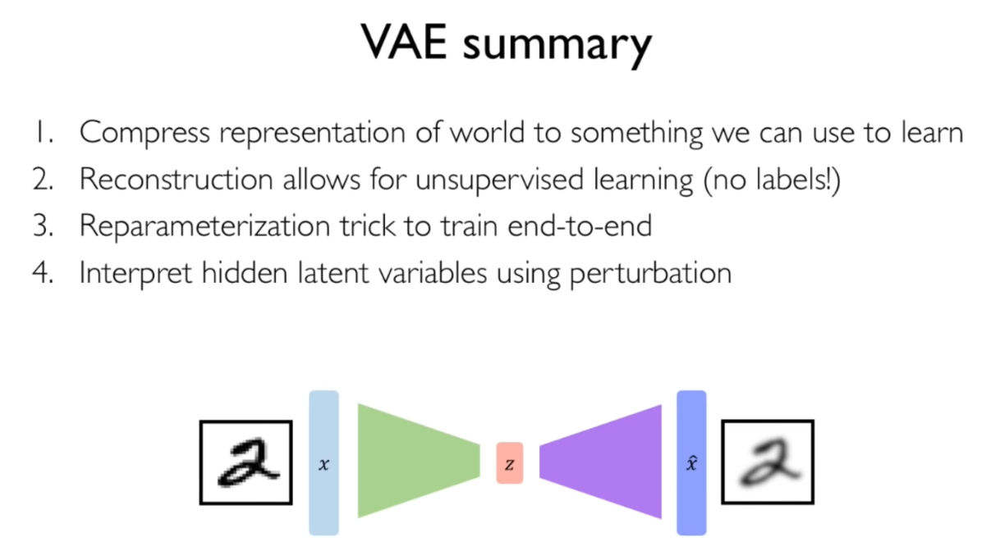 VAE summary
1. Compress representation of world to something we can use to learn
2. Reconstruction allows for unsupervised learning (no labels!)
3. Reparameterization trick to train end-to-end
4. Interpret hidden latent variables using perturbation
2 x z x̂ 2